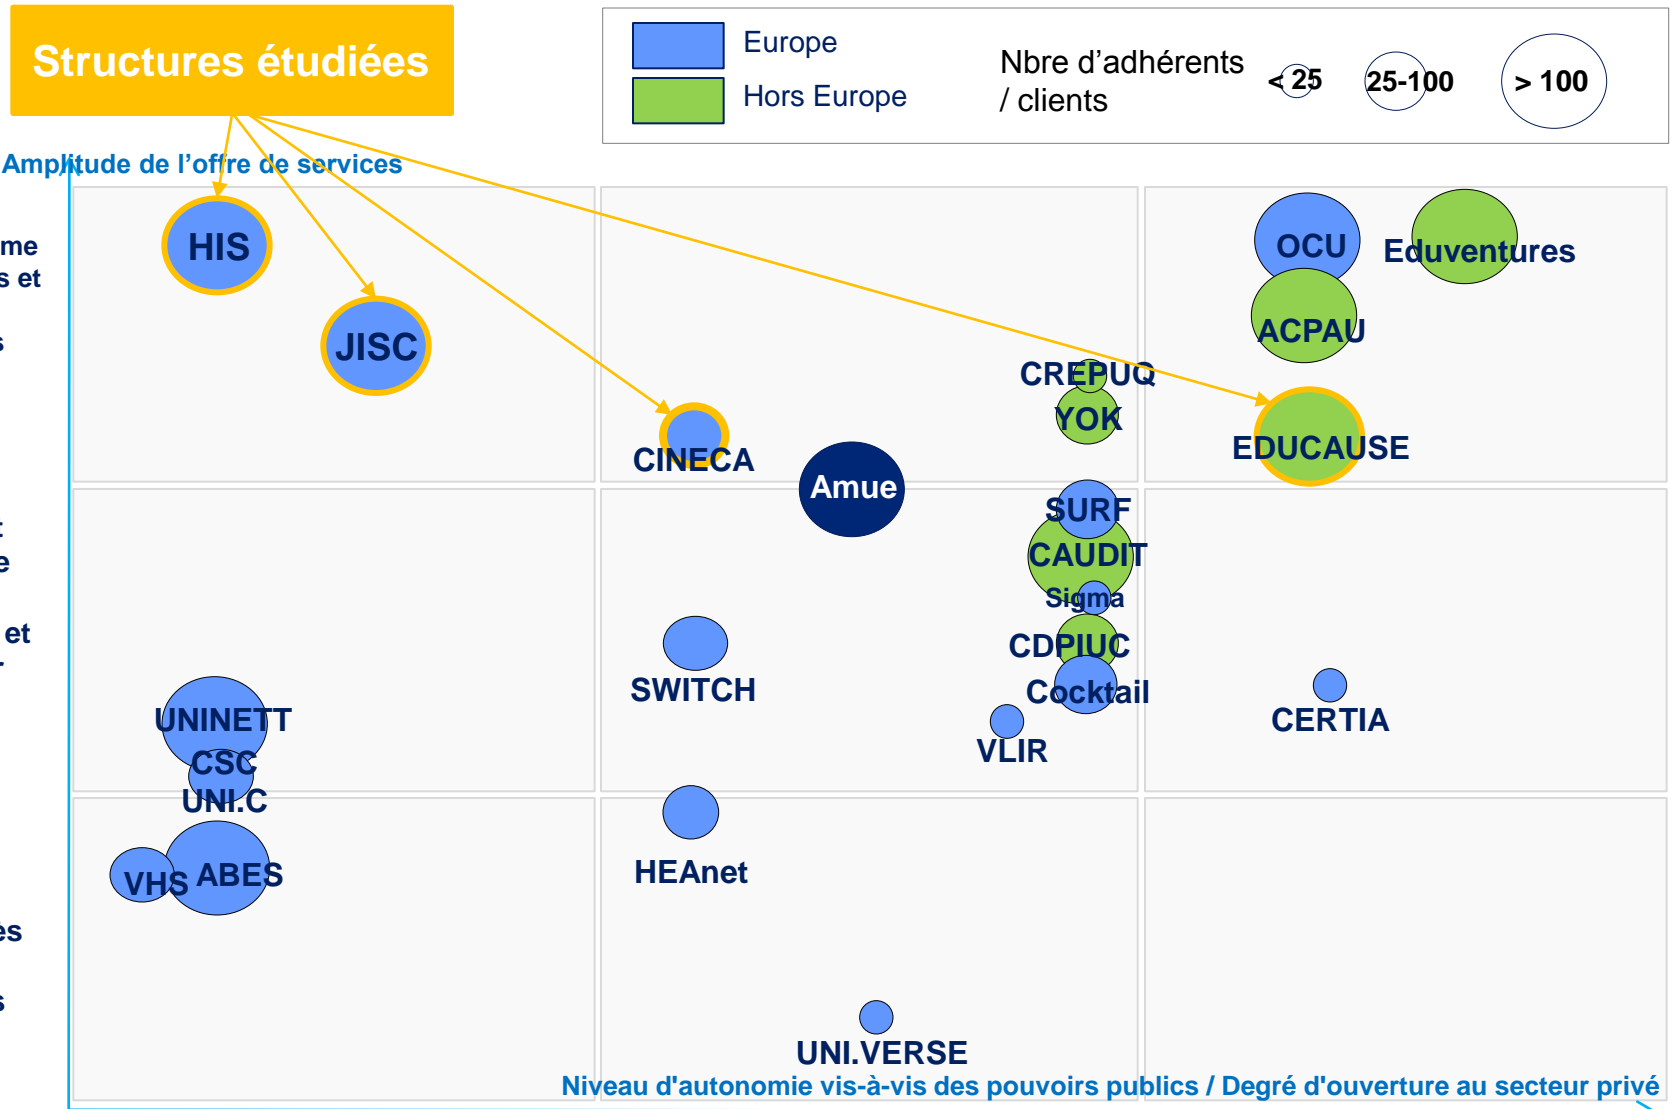 Structures étudiées
Europe
Hors Europe
Nbre d’adhérents
/ clients
< 25
25-100
> 100
Amplitude de l’offre de services
HIS
JISC
CINECA
Amue
CREPUQ
YOK
OCU
Eduventures
ACPAU
EDUCAUSE
SURF
CAUDIT
Sigma
CDPIUC
Cocktail
VLIR
SWITCH
CERTIA
UNINETT
CSC
UNI.C
VHS
ABES
HEAnet
UNI.VERSE
s et
et
Niveau d'autonomie vis-à-vis des pouvoirs publics / Degré d'ouverture au secteur privé